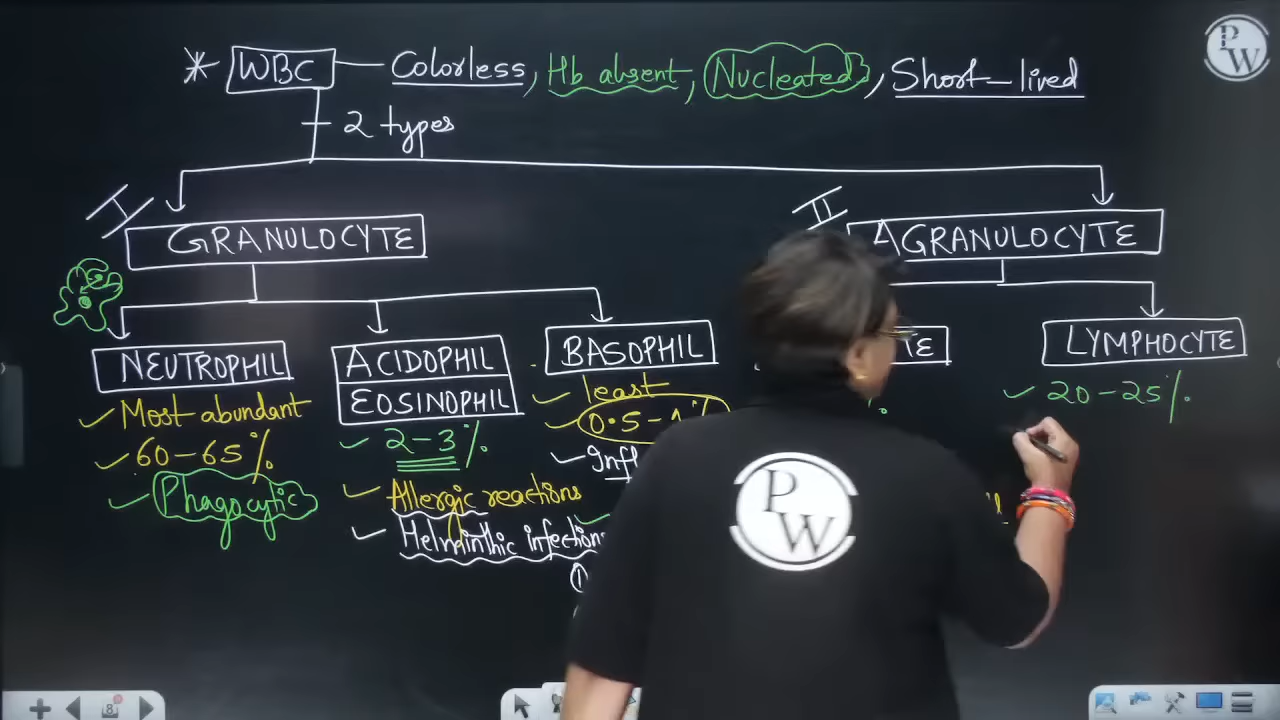 * WBC — Colorless, Hb absent, Nucleated, Short-lived
2 types
I
GRANULOCYTE
II
AGRANULOCYTE
NEUTROPHIL
Most abundant
60-65%
Phagocytic
ACIDOPHIL
EOSINOPHIL
2-3%
Allergic reactions
Helminthic infections
BASOPHIL
least
LYMPHOCYTE
20-25%
PW
PW
8